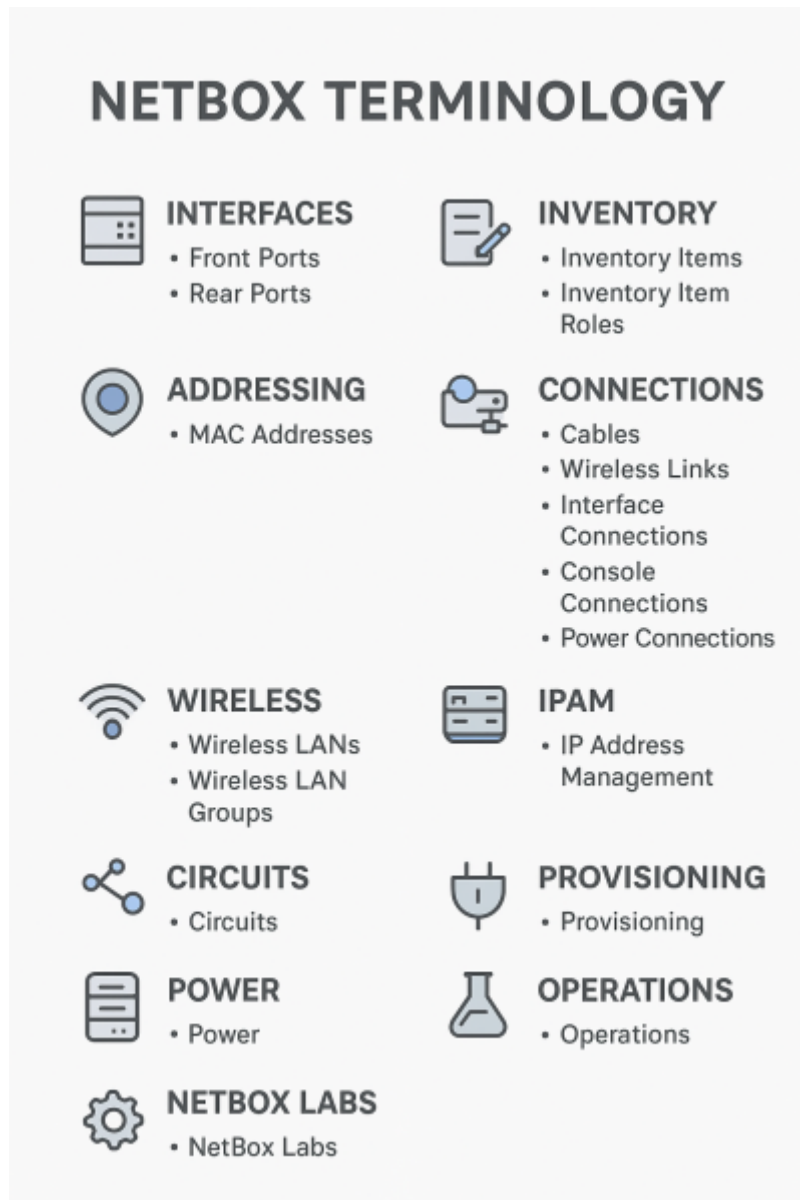 NETBOX TERMINOLOGY
INTERFACES
• Front Ports
• Rear Ports
INVENTORY
• Inventory Items
• Inventory Item
Roles
ADDRESSING
• MAC Addresses
CONNECTIONS
• Cables
• Wireless Links
• Interface
Connections
• Console
Connections
• Power Connections
WIRELESS
• Wireless LANs
• Wireless LAN
Groups
IPAM
• IP Address
Management
CIRCUITS
• Circuits
PROVISIONING
• Provisioning
POWER
• Power
OPERATIONS
• Operations
NETBOX LABS
• NetBox Labs